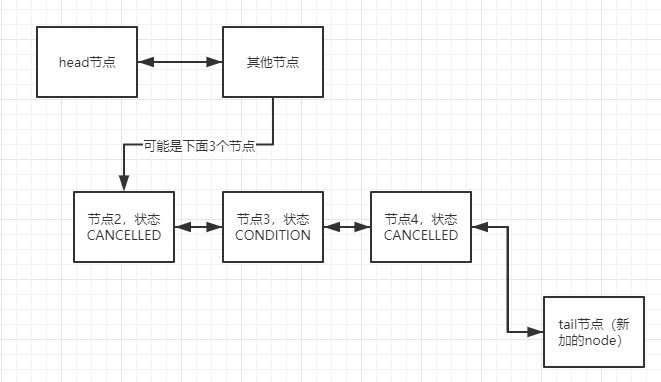 head节点
其他节点
可能是下面3个节点
节点2，状态
CANCELLED
节点3，状态
CONDITION
节点4，状态
CANCELLED
tail节点（新
加的node）